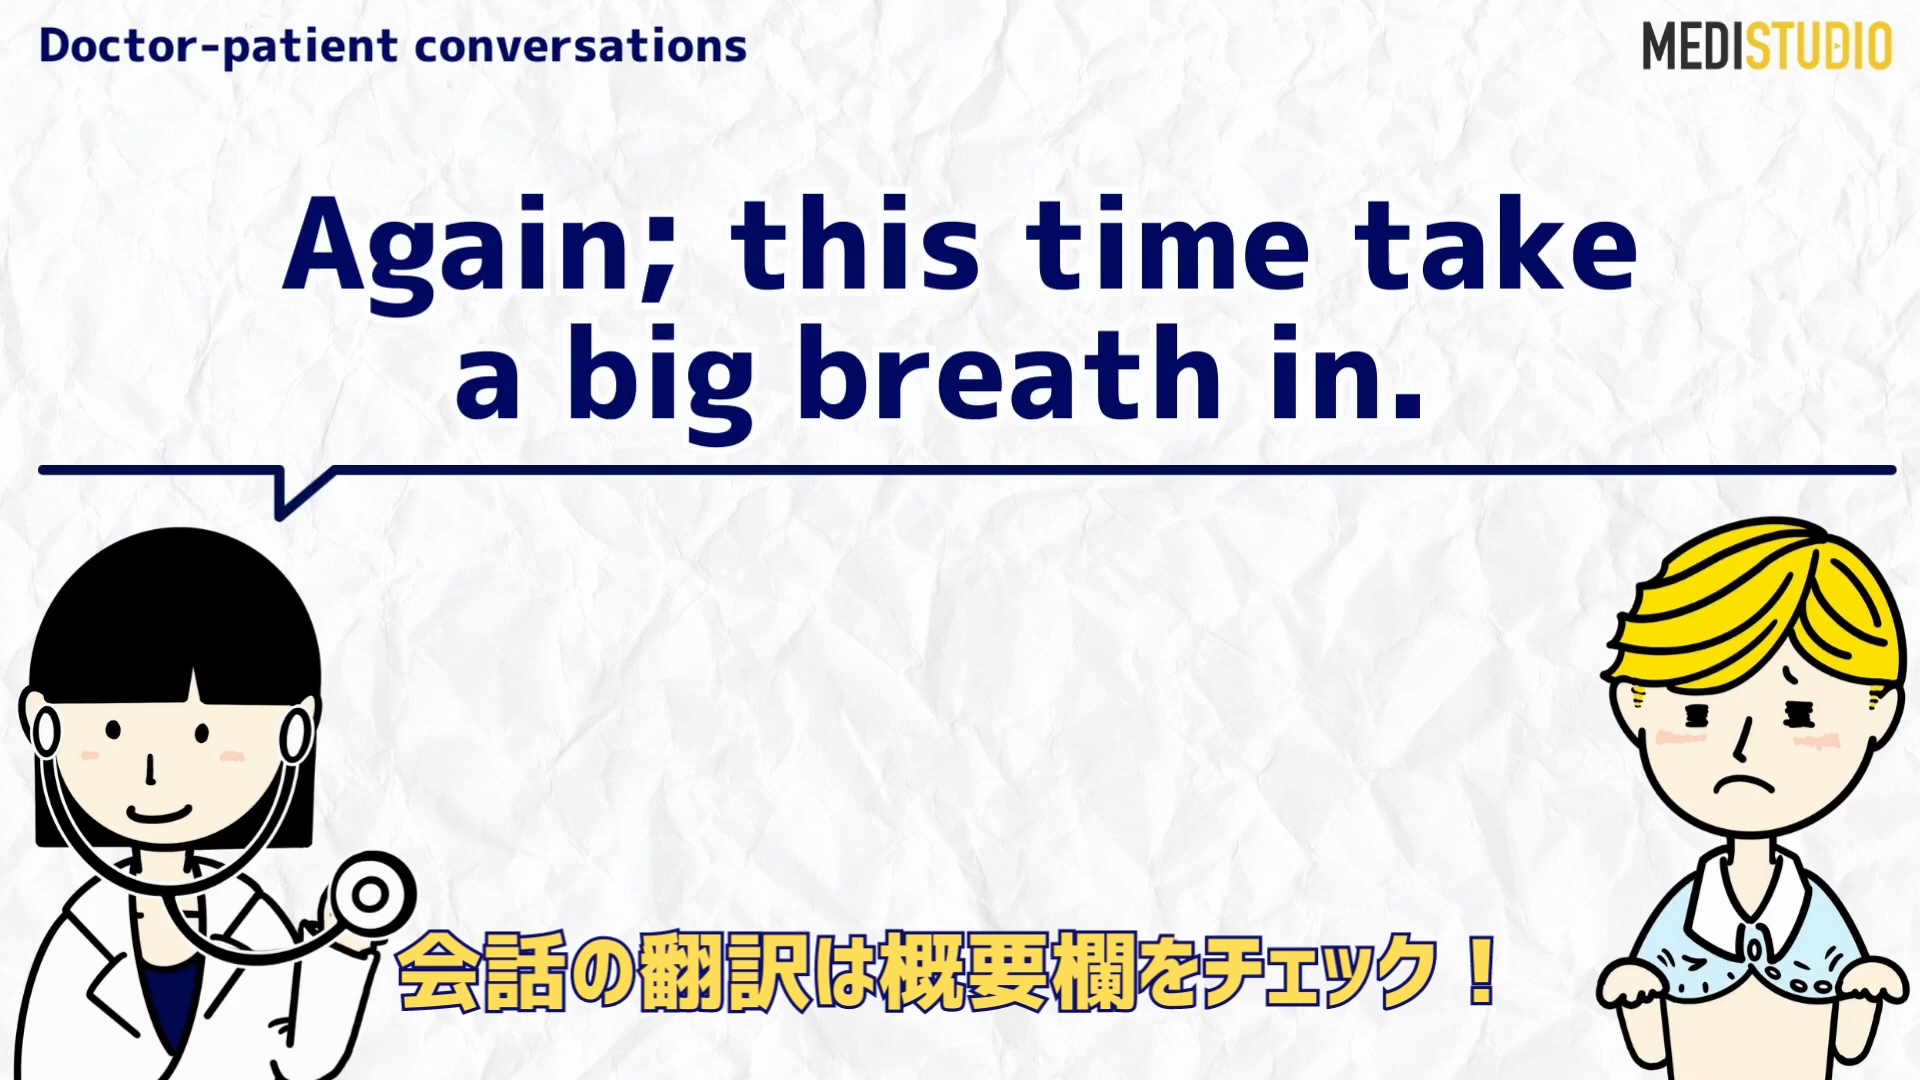 Doctor-patient conversations
MEDISTUDIO
Again; this time take
a big breath in.
会話の翻訳は概要欄をチェック！